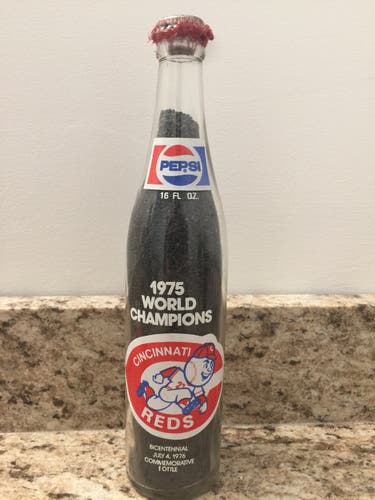 PEPSI
16 FL. OZ.
1975
WORLD
CHAMPIONS
CINCINNATI
REDS
BICENTENNIAL
JULY 4, 1976
COMMEMORATIVE
BOTTLE